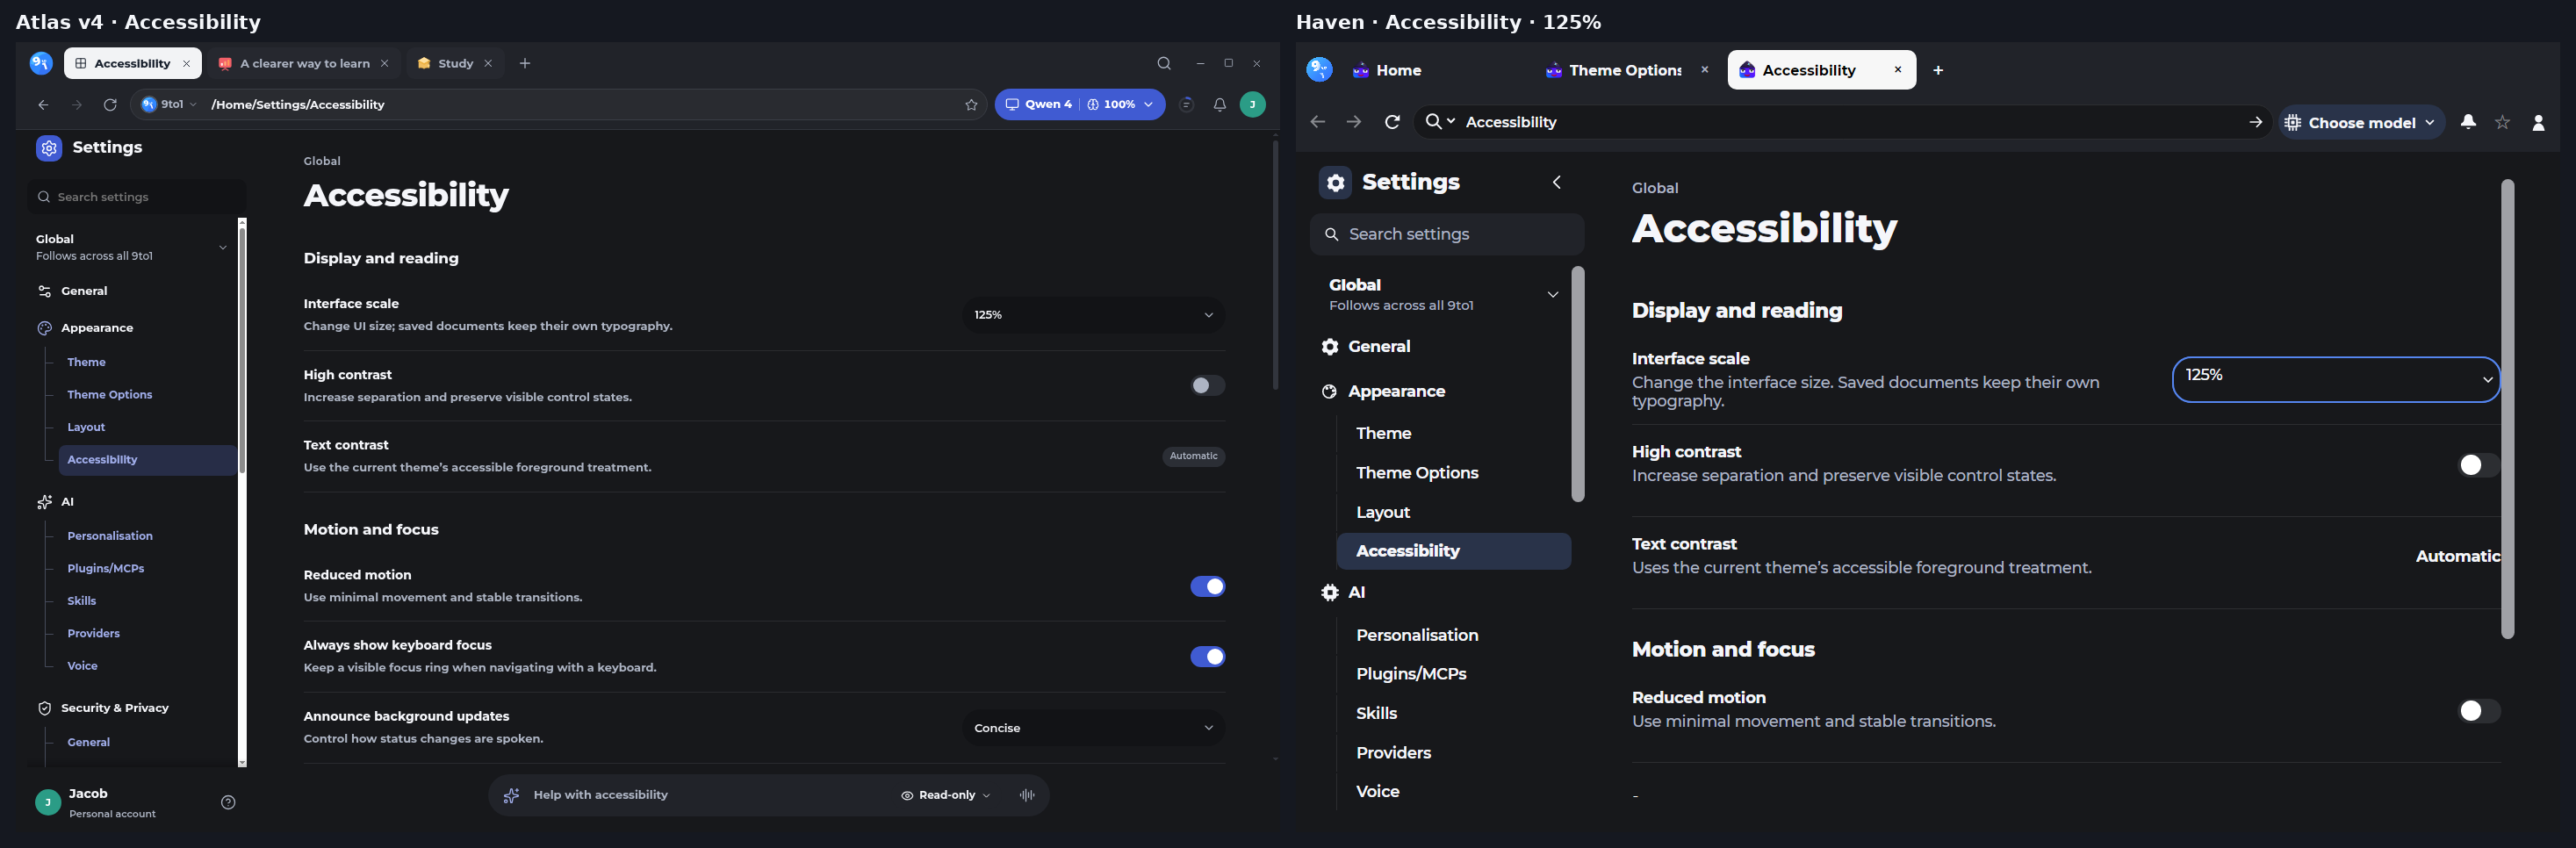 Atlas v4 · Accessibility
Accessibility
A clearer way to learn
Study
9to1
/Home/Settings/Accessibility
Qwen 4
100%
J
Settings
Search settings
Global
Follows across all 9to1
General
Appearance
Theme
Theme Options
Layout
Accessibility
AI
Personalisation
Plugins/MCPs
Skills
Providers
Voice
Security & Privacy
General
J
Jacob
Personal account
Global
Accessibility
Display and reading
Interface scale
Change UI size; saved documents keep their own typography.
125%
High contrast
Increase separation and preserve visible control states.
Text contrast
Use the current theme’s accessible foreground treatment.
Automatic
Motion and focus
Reduced motion
Use minimal movement and stable transitions.
Always show keyboard focus
Keep a visible focus ring when navigating with a keyboard.
Announce background updates
Control how status changes are spoken.
Concise
Help with accessibility
Read-only
Haven · Accessibility · 125%
Home
Theme Options
Accessibility
Accessibility
Choose model
Settings
Search settings
Global
Follows across all 9to1
General
Appearance
Theme
Theme Options
Layout
Accessibility
AI
Personalisation
Plugins/MCPs
Skills
Providers
Voice
Global
Accessibility
Display and reading
Interface scale
Change the interface size. Saved documents keep their own
typography.
125%
High contrast
Increase separation and preserve visible control states.
Text contrast
Uses the current theme’s accessible foreground treatment.
Automatic
Motion and focus
Reduced motion
Use minimal movement and stable transitions.